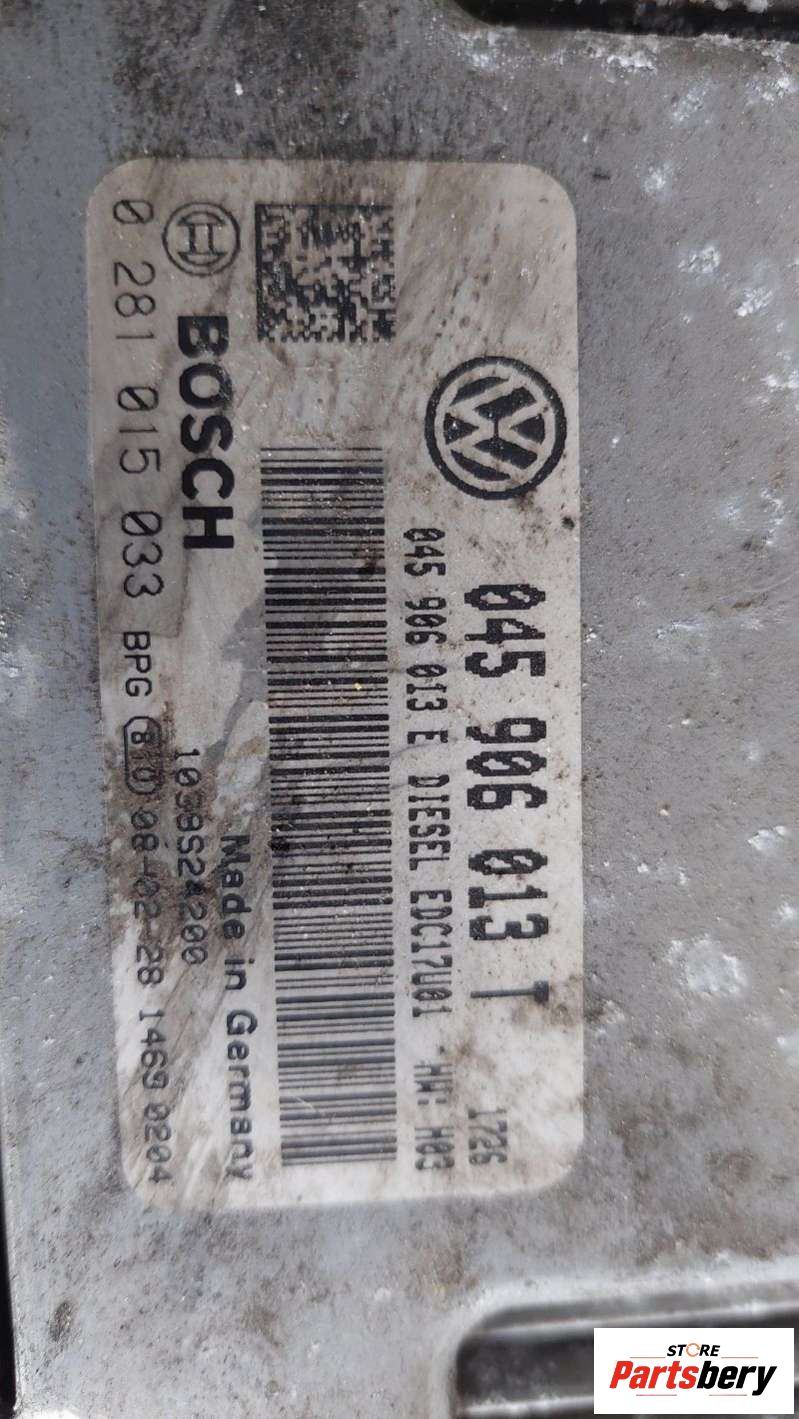 045 906 013 T 1726
045 906 013 E DIESEL EDC17U01 HW: H03
BOSCH
Made in Germany
1039S24200
0 281 015 033 BPG 810 08-02-28 1469 0204
STORE
Partsbery